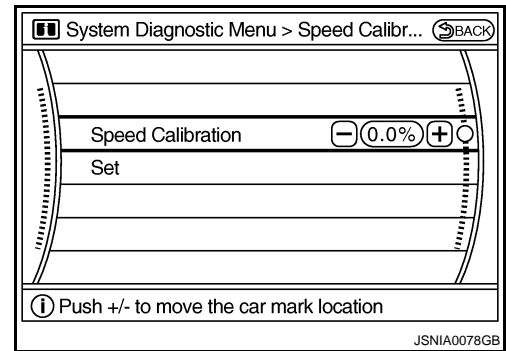 System Diagnostic Menu > Speed Calibr... BACK
Speed Calibration - 0.0% +
Set
i Push +/- to move the car mark location
JSNIA0078GB